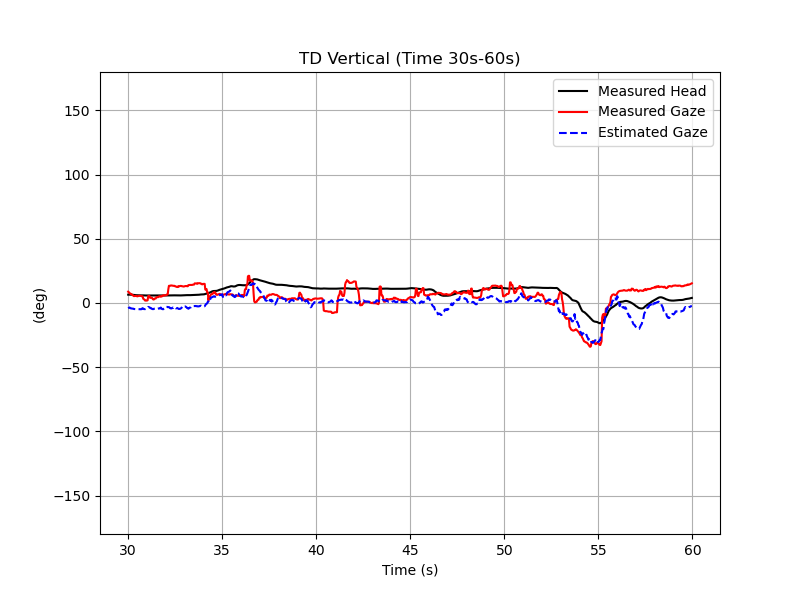 TD Vertical (Time 30s-60s)
Measured Head
Measured Gaze
Estimated Gaze
150
100
50
0
−50
−100
−150
(deg)
30 35 40 45 50 55 60
Time (s)